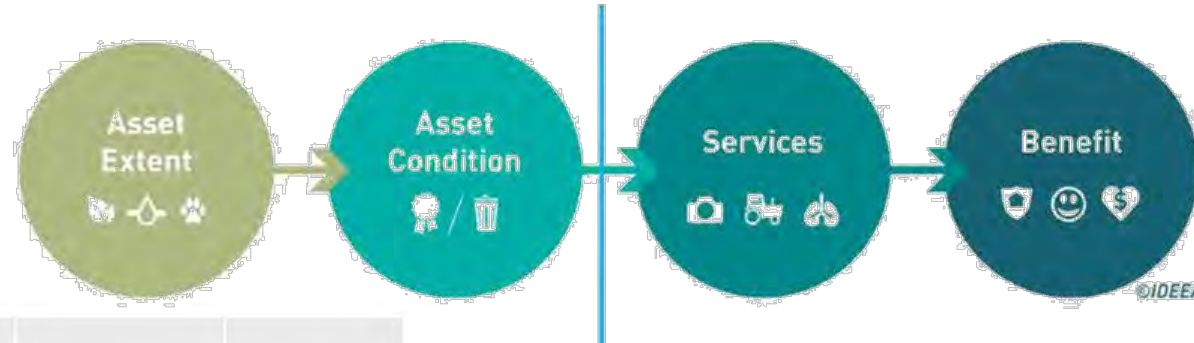 Asset
Extent
Asset
Condition
Services
Benefit
©IDEEA